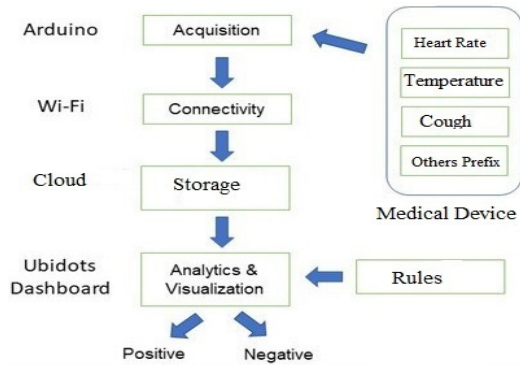 Arduino
Acquisition
Heart Rate
Temperature
Wi-Fi
Connectivity
Cough
Others Prefix
Cloud
Storage
Medical Device
Ubidots
Dashboard
Analytics &
Visualization
Rules
Positive
Negative